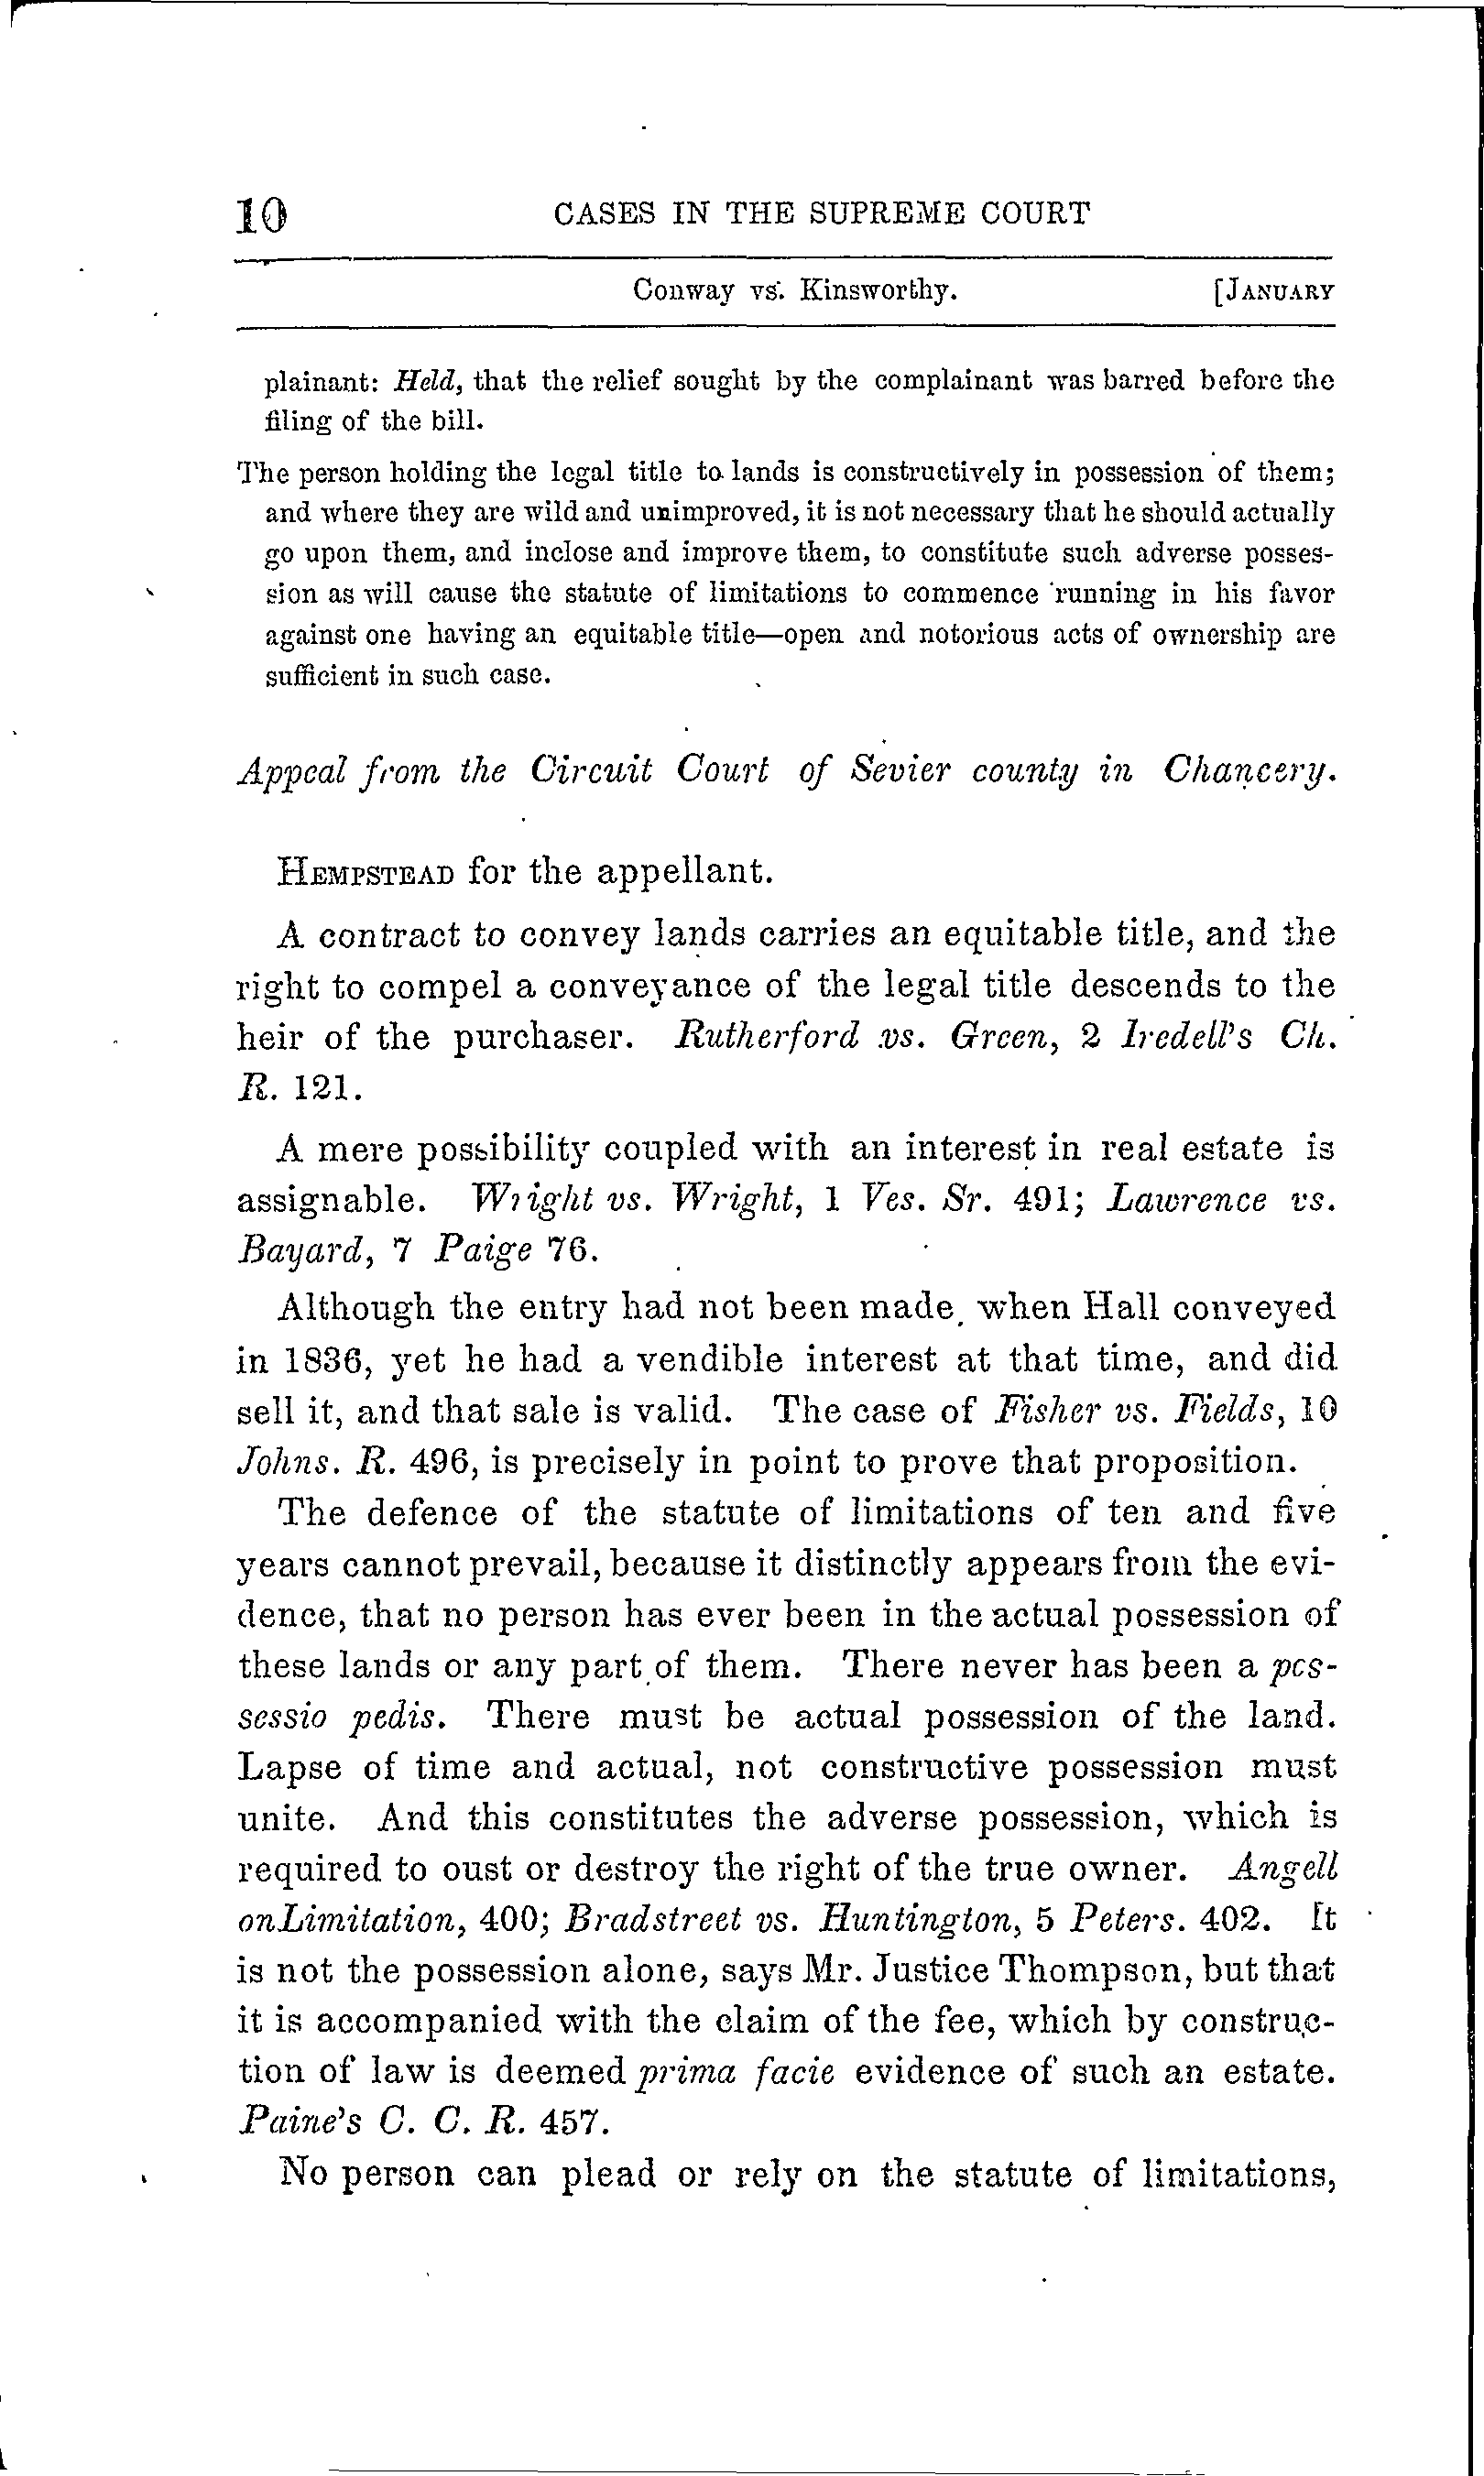 10 CASES IN THE SUPREME COURT
Conway vs. Kinsworthy. [JANUARY
plainant: Held, that the relief sought by the complainant was barred before the
filing of the bill.
The person holding the legal title to lands is constructively in possession of them;
and where they are wild and unimproved, it is not necessary that he should actually
go upon them, and inclose and improve them, to constitute such adverse posses-
sion as will cause the statute of limitations to commence running in his favor
against one having an equitable title—open and notorious acts of ownership are
sufficient in such case.
Appeal from the Circuit Court of Sevier county in Chancery.
HEMPSTEAD for the appellant.
A contract to convey lands carries an equitable title, and the
right to compel a conveyance of the legal title descends to the
heir of the purchaser. Rutherford vs. Green, 2 Iredell's Ch.
R. 121.
A mere possibility coupled with an interest in real estate is
assignable. Wright vs. Wright, 1 Ves. Sr. 491; Lawrence vs.
Bayard, 7 Paige 76.
Although the entry had not been made, when Hall conveyed
in 1836, yet he had a vendible interest at that time, and did
sell it, and that sale is valid. The case of Fisher vs. Fields, 10
Johns. R. 496, is precisely in point to prove that proposition.
The defence of the statute of limitations of ten and five
years cannot prevail, because it distinctly appears from the evi-
dence, that no person has ever been in the actual possession of
these lands or any part of them. There never has been a pos-
sessio pedis. There must be actual possession of the land.
Lapse of time and actual, not constructive possession must
unite. And this constitutes the adverse possession, which is
required to oust or destroy the right of the true owner. Angell
onLimitation, 400; Bradstreet vs. Huntington, 5 Peters. 402. It
is not the possession alone, says Mr. Justice Thompson, but that
it is accompanied with the claim of the fee, which by construc-
tion of law is deemed prima facie evidence of such an estate.
Paine's C. C. R. 457.
No person can plead or rely on the statute of limitations,